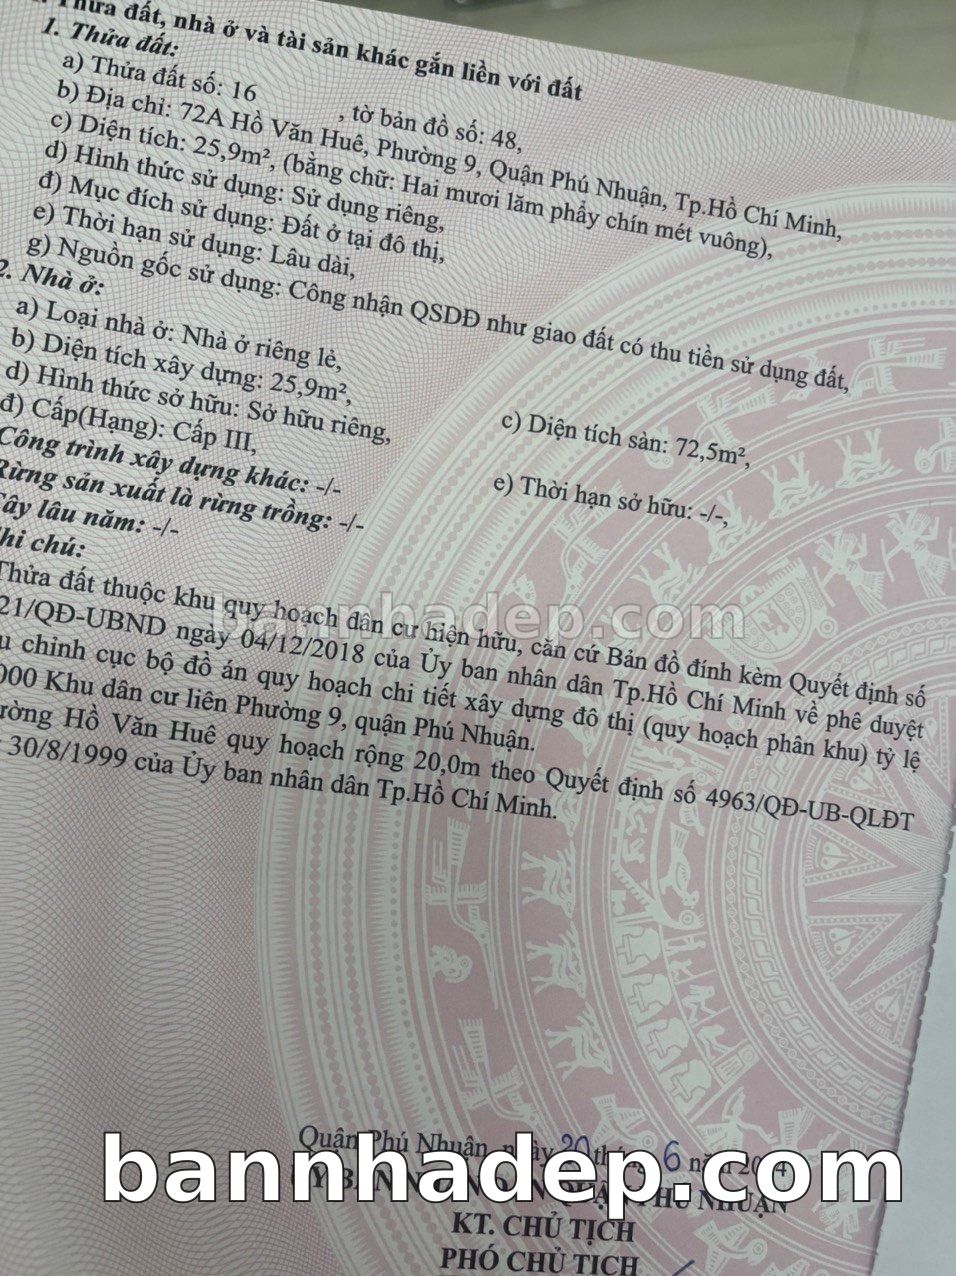 Thửa đất, nhà ở và tài sản khác gắn liền với đất
1. Thửa đất:
a) Thửa đất số: 16 , tờ bản đồ số: 48,
b) Địa chỉ: 72A Hồ Văn Huê, Phường 9, Quận Phú Nhuận, Tp.Hồ Chí Minh,
c) Diện tích: 25,9m², (bằng chữ: Hai mươi lăm phẩy chín mét vuông),
d) Hình thức sử dụng: Sử dụng riêng,
đ) Mục đích sử dụng: Đất ở tại đô thị,
e) Thời hạn sử dụng: Lâu dài,
g) Nguồn gốc sử dụng: Công nhận QSDĐ như giao đất có thu tiền sử dụng đất,
2. Nhà ở:
a) Loại nhà ở: Nhà ở riêng lẻ,
b) Diện tích xây dựng: 25,9m², c) Diện tích sàn: 72,5m²,
d) Hình thức sở hữu: Sở hữu riêng,
đ) Cấp(Hạng): Cấp III, e) Thời hạn sở hữu: -/-,
Công trình xây dựng khác: -/-
Rừng sản xuất là rừng trồng: -/-
Cây lâu năm: -/-
hi chú:
Thửa đất thuộc khu quy hoạch dân cư hiện hữu, căn cứ Bản đồ đính kèm Quyết định số
21/QĐ-UBND ngày 04/12/2018 của Ủy ban nhân dân Tp.Hồ Chí Minh về phê duyệt
u chỉnh cục bộ đồ án quy hoạch chi tiết xây dựng đô thị (quy hoạch phân khu) tỷ lệ
000 Khu dân cư liên Phường 9, quận Phú Nhuận.
ường Hồ Văn Huê quy hoạch rộng 20,0m theo Quyết định số 4963/QĐ-UB-QLĐT
30/8/1999 của Ủy ban nhân dân Tp.Hồ Chí Minh.
bannhadep.com
Quận Phú Nhuận, ngày 20 tháng 6 năm
bannhadep.com
QUẬN PHÚ NHUẬN
KT. CHỦ TỊCH
PHÓ CHỦ TỊCH